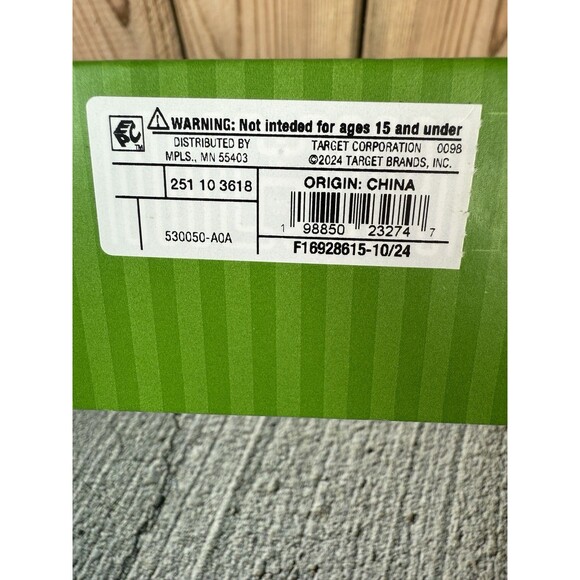 WARNING: Not inteded for ages 15 and under
DISTRIBUTED BY TARGET CORPORATION 0098
MPLS., MN 55403 ©2024 TARGET BRANDS, INC.
251 10 3618 ORIGIN: CHINA
1 98850 23274 7
530050-A0A F16928615-10/24